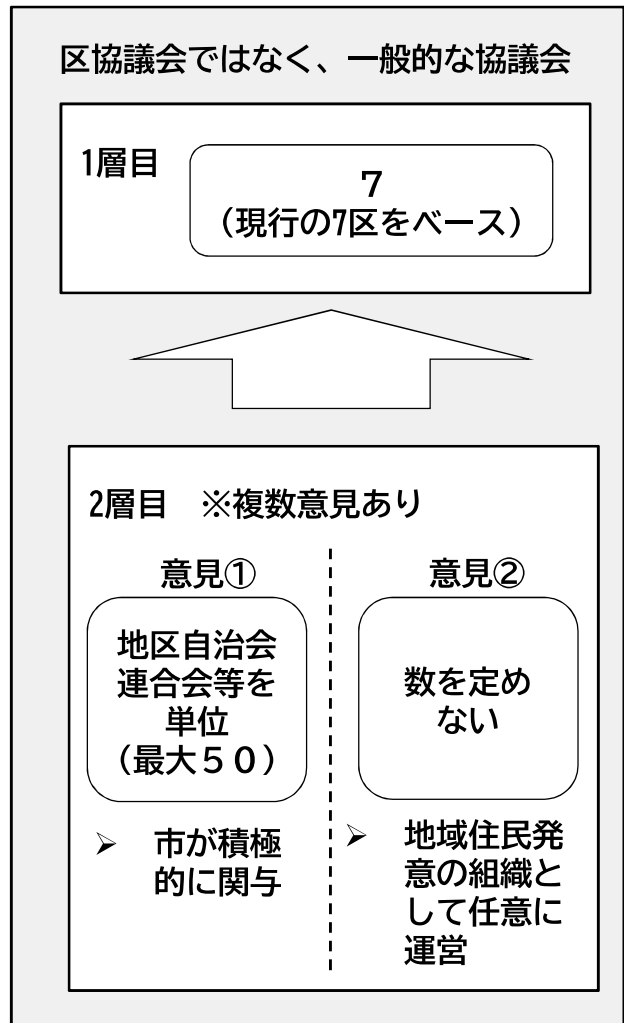 区協議会ではなく、一般的な協議会
1層目
7
（現行の7区をベース）
2層目　※複数意見あり
意見①
地区自治会
連合会等を
単位
（最大５０）
➢ 市が積極
的に関与
意見②
数を定め
ない
➢ 地域住民発
意の組織と
して任意に
運営